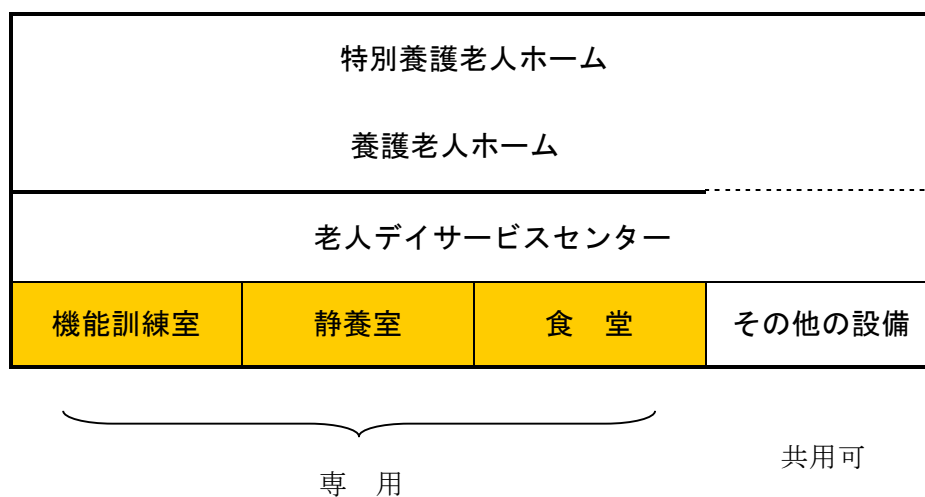 特別養護老人ホーム
養護老人ホーム
老人デイサービスセンター
機能訓練室 静養室 食　堂 その他の設備
共用可
専　用